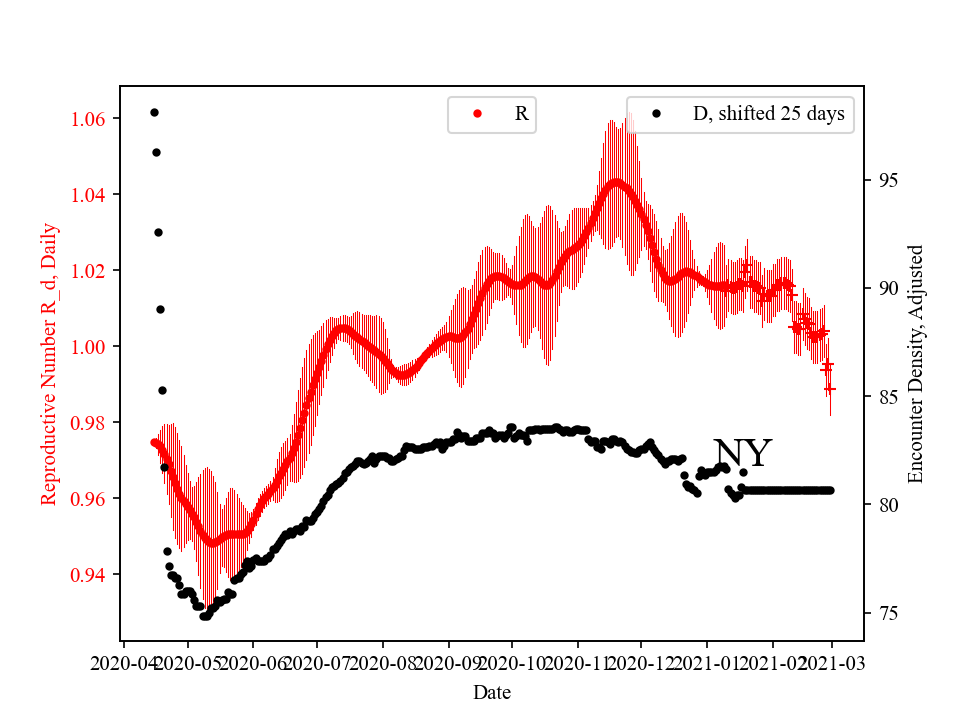 R
D, shifted 25 days
1.06
1.04
1.02
1.00
0.98
0.96
0.94
Reproductive Number R_d, Daily
95
90
85
80
75
Encounter Density, Adjusted
NY
2020-04 2020-05 2020-06 2020-07 2020-08 2020-09 2020-10 2020-11 2020-12 2021-01 2021-02 2021-03
Date